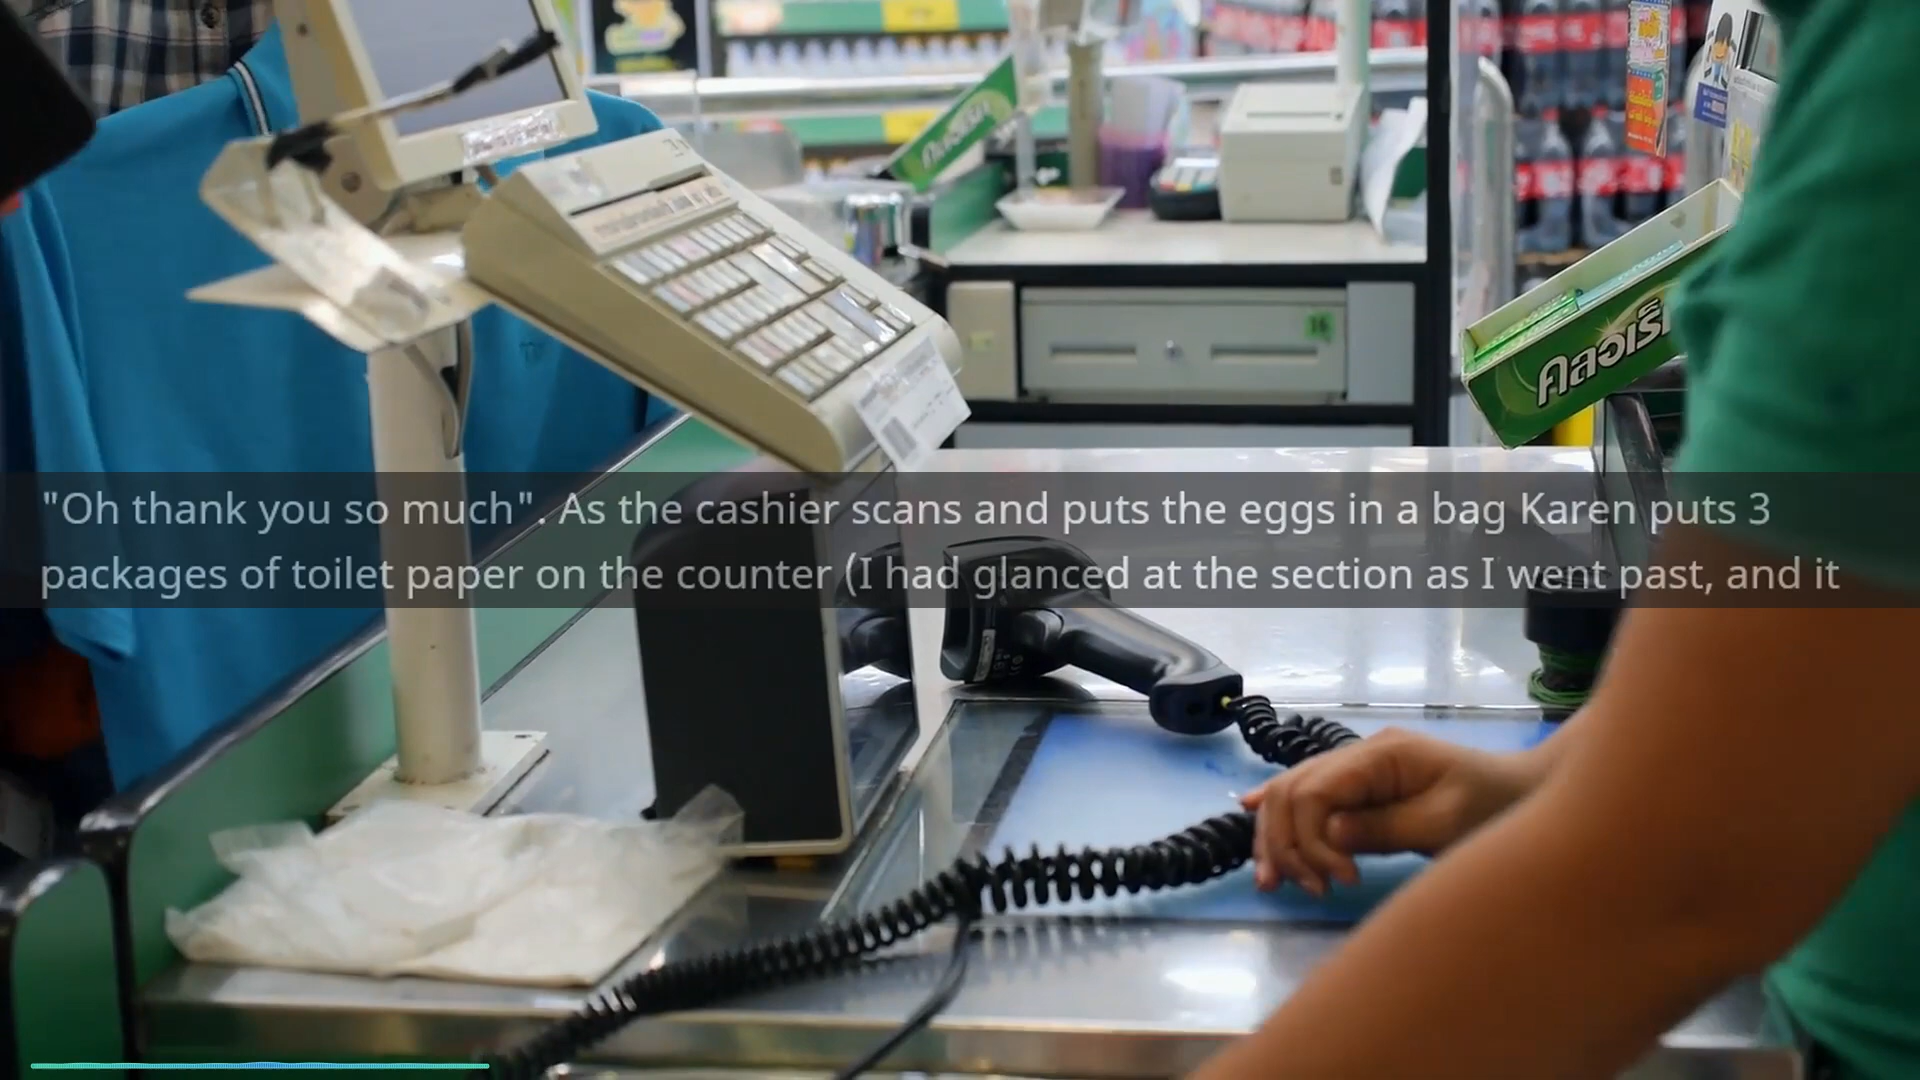 คลอเร็
16
"Oh thank you so much". As the cashier scans and puts the eggs in a bag Karen puts 3
packages of toilet paper on the counter (I had glanced at the section as I went past, and it